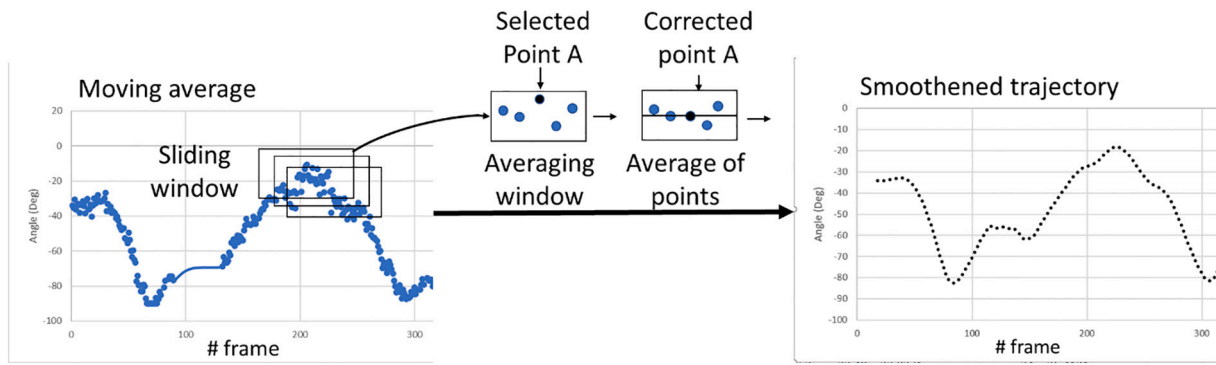 Selected
Point A
Corrected
point A
Moving average
Sliding
window
Averaging
window
Average of
points
Smoothened trajectory
20
0
-20
-40
-60
-80
-100
Angle (Deg)
0
100
200
300
# frame
0
-10
-20
-30
-40
-50
-60
-70
-80
-90
-100
Angle (Deg)
0
100
200
300
# frame